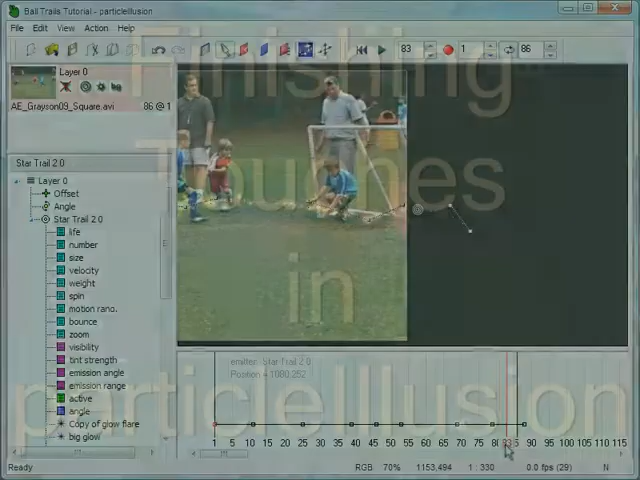 Ball Trails Tutorial - particleIllusion
File Edit View Action Help
83 1 86
Layer 0
AE_Grayson09_Square.avi 86 @ 1
Star Trail 2.0
Layer 0
Offset
Angle
Star Trail 2.0
life
number
size
velocity
weight
spin
motion rand.
bounce
zoom
visibility
tint strength
emission angle
emission range
active
angle
Copy of glow flare
big glow
Finishing
Touches
in
particleIllusion
emitter: Star Trail 2.0
1 5 10 15 20 25 30 35 40 45 50 55 60 65 70 75 80 83 5 90 95 100 105 110 115
Ready RGB 70% 1153,494 1 : 330 0.0 fps (29) N